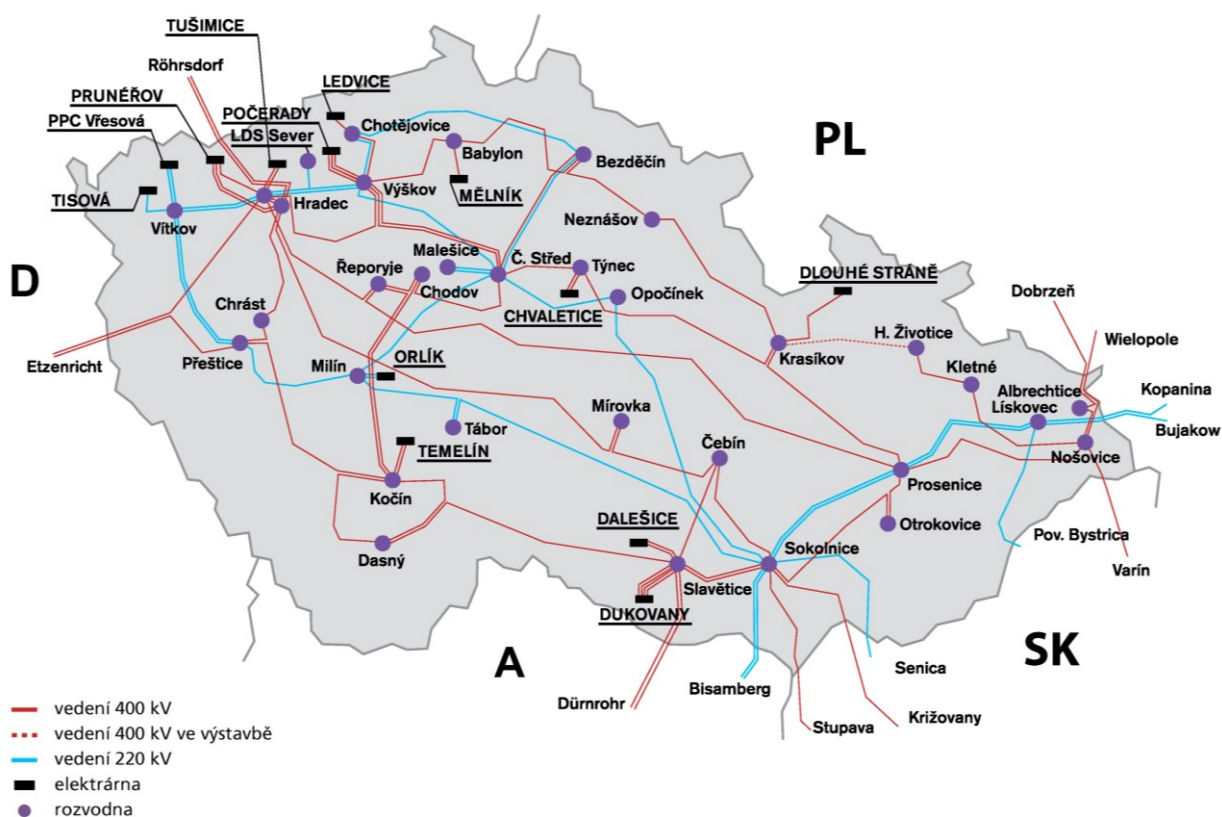 TUŠIMICE
Röhrsdorf
LEDVICE
PRUNÉŘOV
POČERADY
PPC Vřesová
LDS Sever
Chotějovice
Babylon
Bezděčín
PL
TISOVÁ
Výškov
MĚLNÍK
Vítkov
Hradec
Neznášov
Malešice
Č. Střed
Týnec
D
Řeporyje
Chodov
Opočínek
DLOUHÉ STRÁNĚ
Dobrzeń
Chrást
CHVALETICE
Wielopole
H. Životice
Krasíkov
Etzenricht
Přeštice
Milín
ORLÍK
Kletné
Kopanina
Albrechtice
Lískovec
Mírovka
Bujakow
Tábor
Čebín
TEMELÍN
Nošovice
Kočín
Prosenice
DALEŠICE
Otrokovice
Pov. Bystrica
Dasný
Sokolnice
Varín
Slavětice
DUKOVANY
A
SK
Senica
Bisamberg
Dürnrohr
Stupava
Križovany
vedení 400 kV
vedení 400 kV ve výstavbě
vedení 220 kV
elektrárna
rozvodna